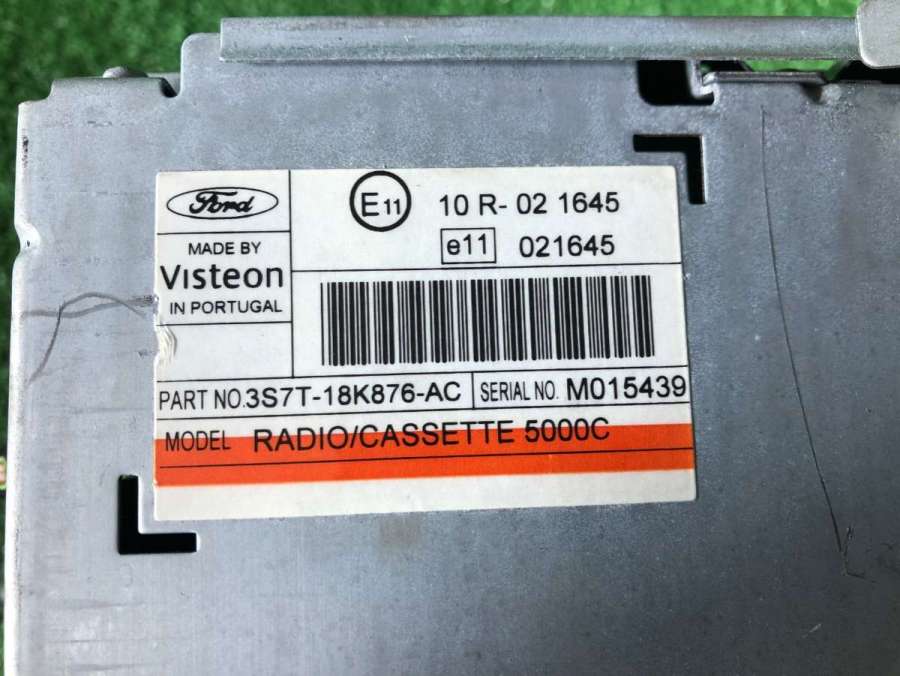 Ford
MADE BY
Visteon
IN PORTUGAL
E11 10 R- 02 1645
e11 021645
PART NO.3S7T-18K876-AC SERIAL NO. M015439
MODEL RADIO/CASSETTE 5000C